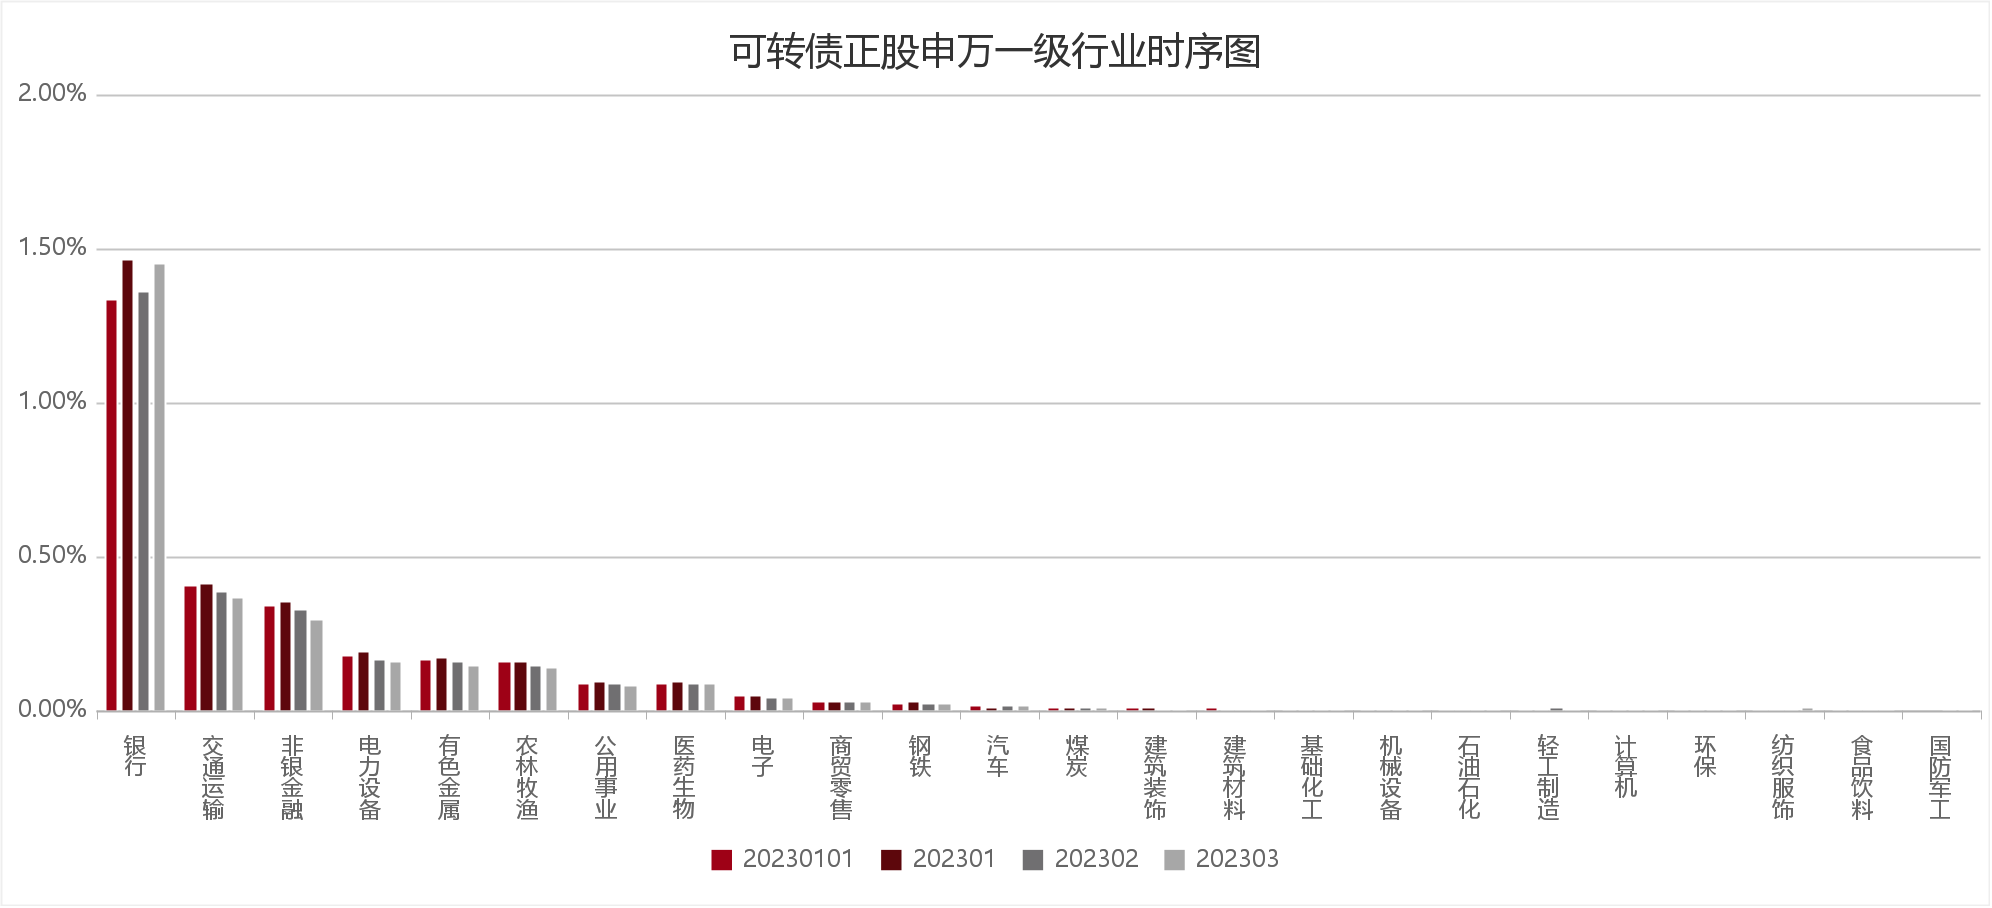 可转债正股申万一级行业时序图
2.00%
1.50%
1.00%
0.50%
0.00%
银行
交通运输
非银金融
电力设备
有色金属
农林牧渔
公用事业
医药生物
电子
商贸零售
钢铁
汽车
煤炭
建筑装饰
建筑材料
基础化工
机械设备
石油石化
轻工制造
计算机
环保
纺织服饰
食品饮料
国防军工
20230101
202301
202302
202303